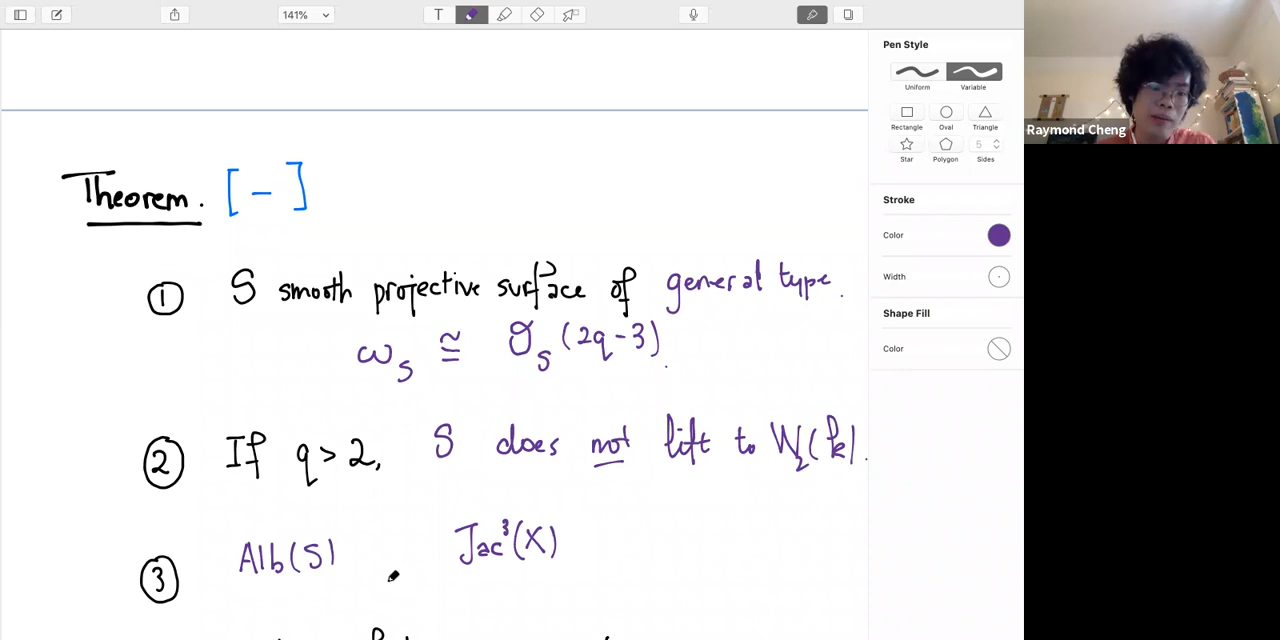 141%
T
Pen Style
Uniform Variable
Rectangle Oval Triangle
5
Star Polygon Sides
Stroke
Color
Width
Shape Fill
Color
Raymond Cheng
Theorem. [-]
① S smooth projective surface of general type.
ω_S ≅ O_S (2q-3).
② If q > 2, S does not lift to W₂(k).
③ Alb(S) Jac³(X)